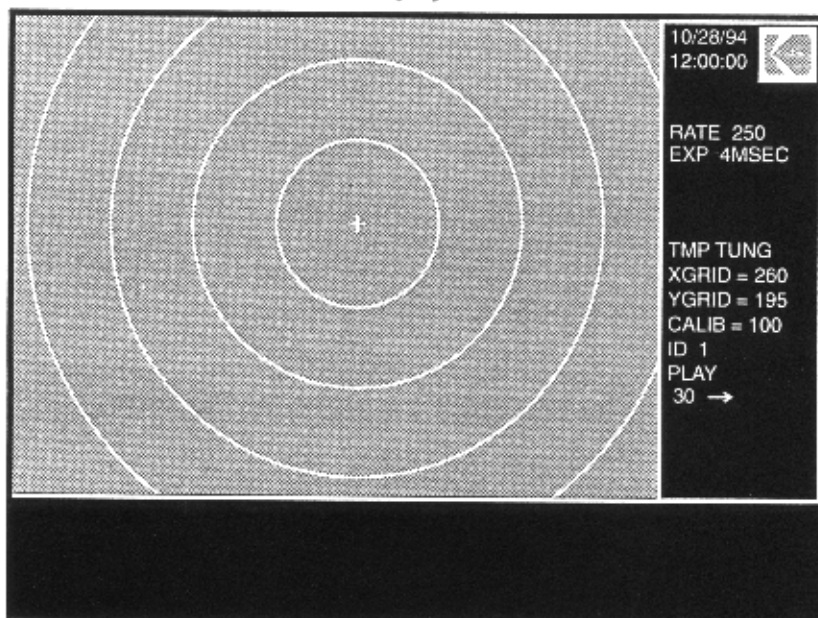 10/28/94
12:00:00
RATE 250
EXP 4MSEC
TMP TUNG
XGRID = 260
YGRID = 195
CALIB = 100
ID 1
PLAY
30 →